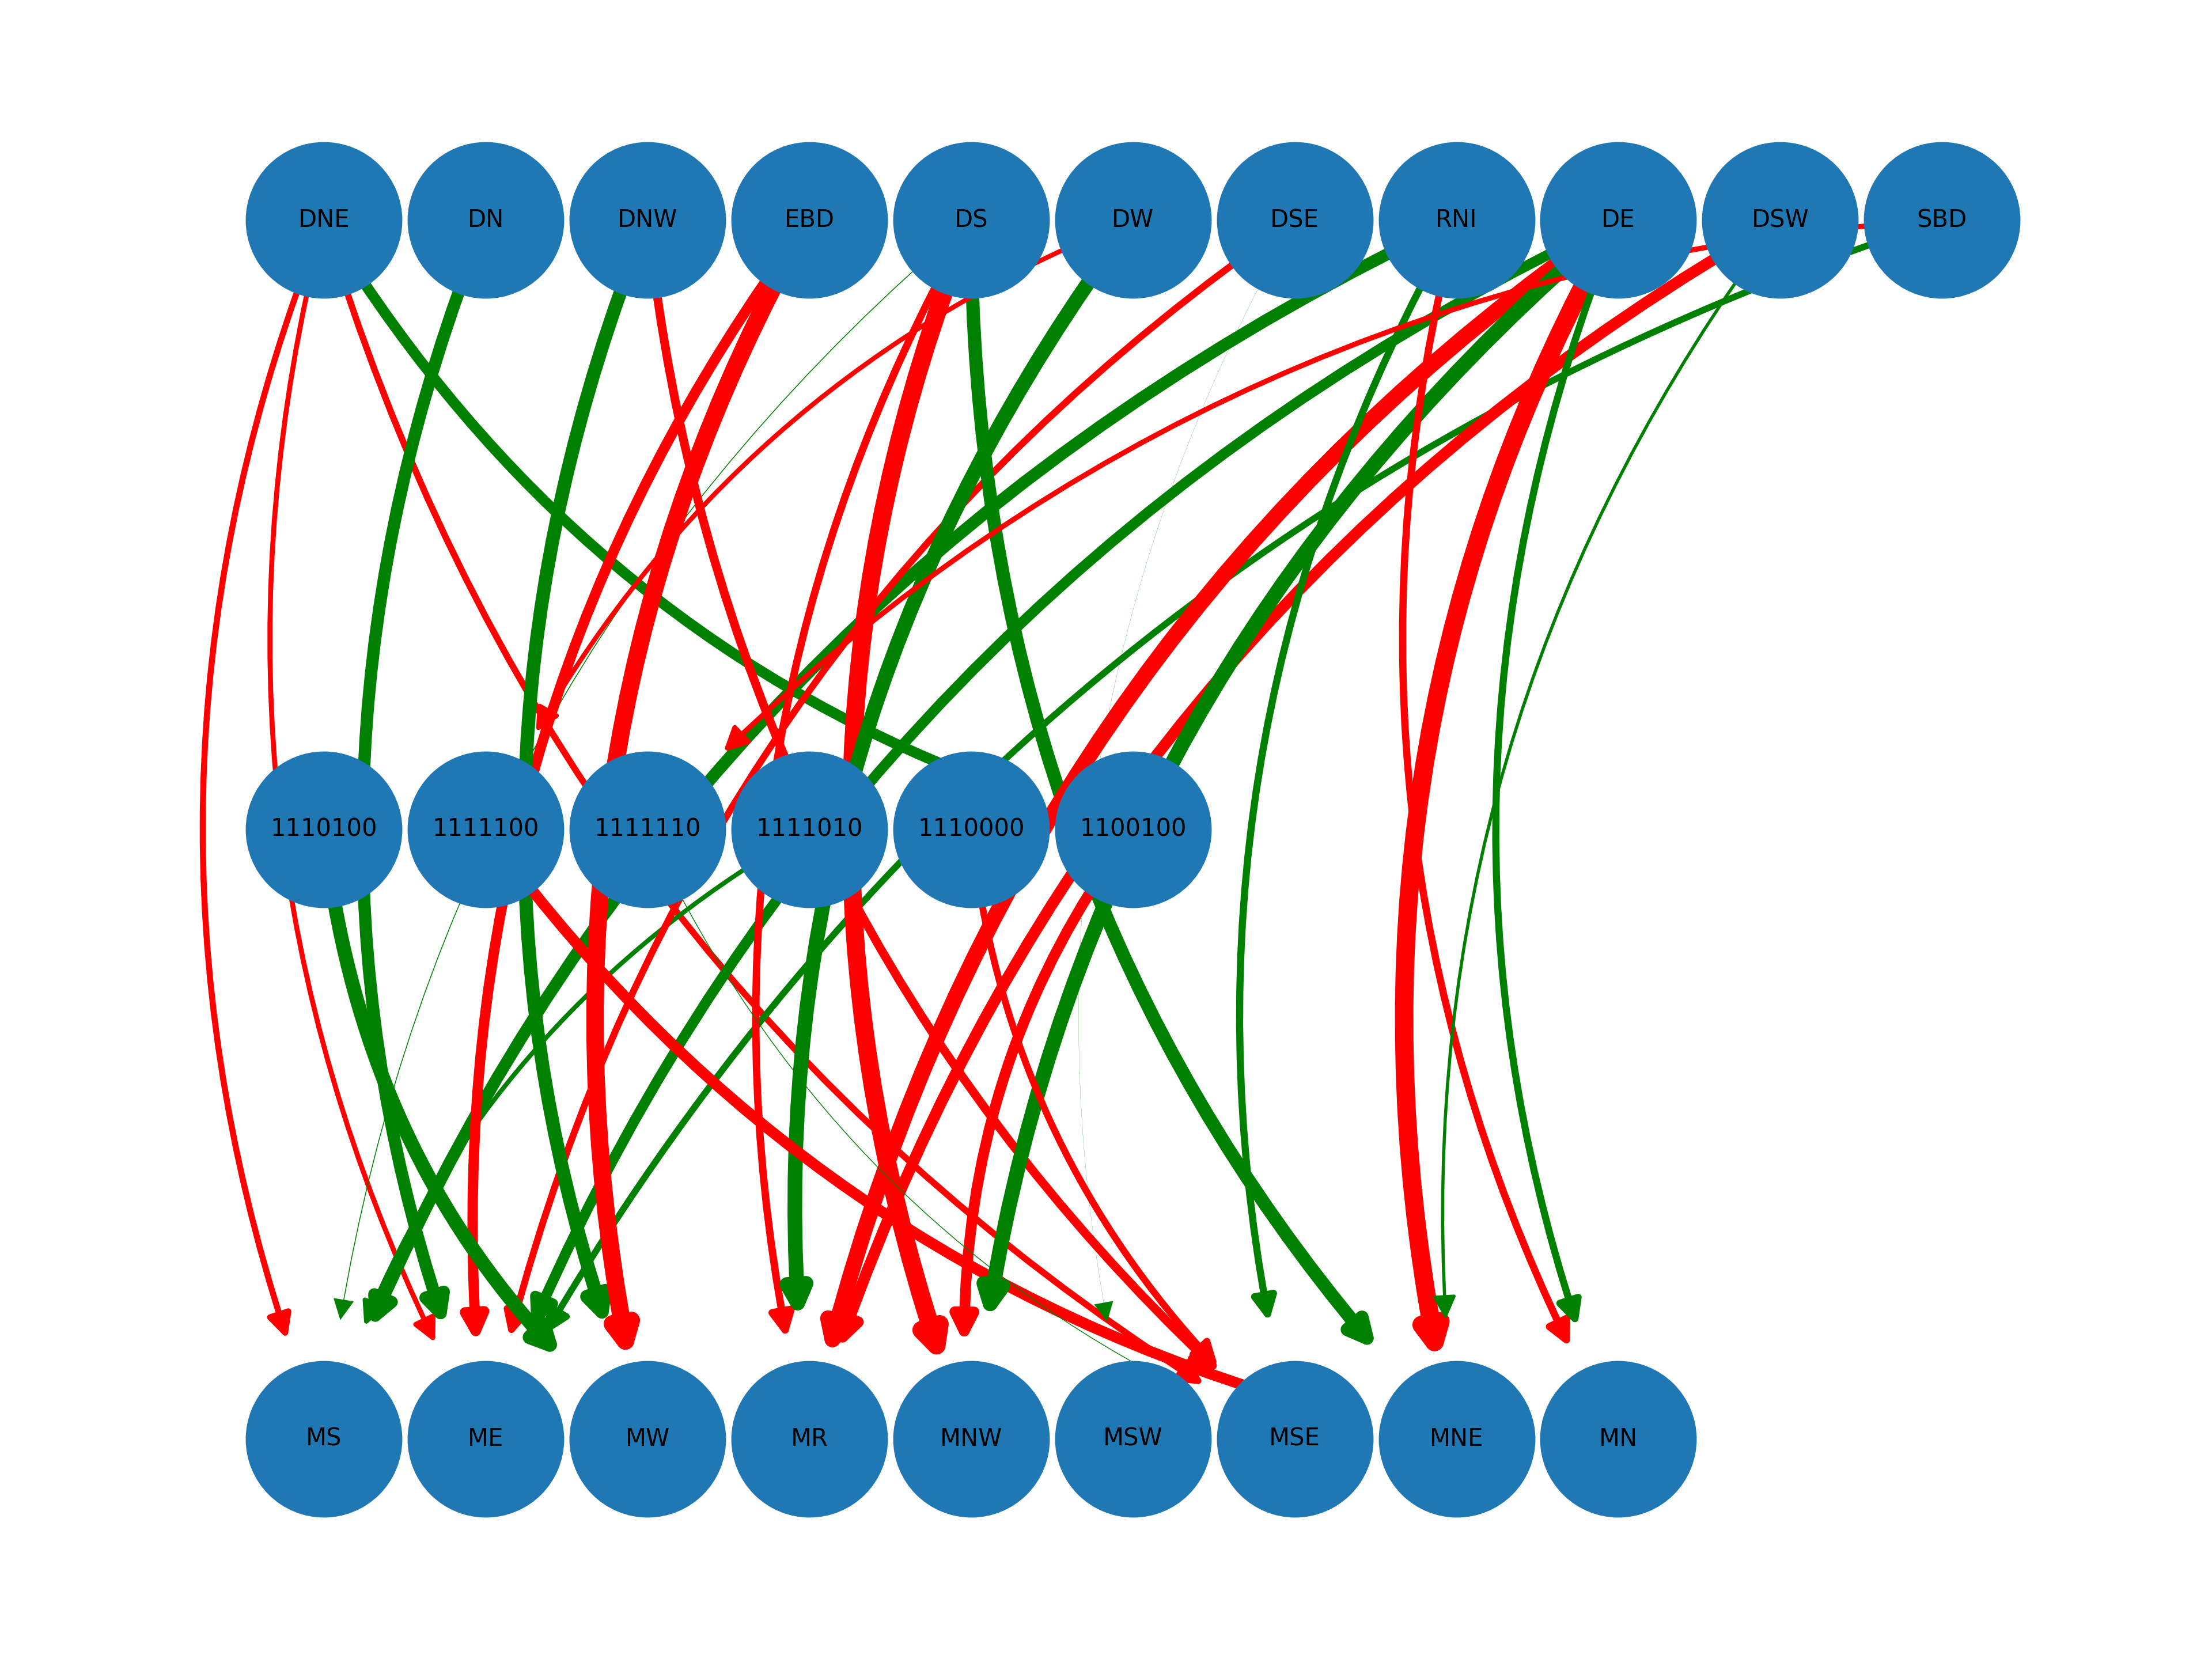 DNE DN DNW EBD DS DW DSE RNI DE DSW SBD
1110100 1111100 1111110 1111010 1110000 1100100
MS ME MW MR MNW MSW MSE MNE MN